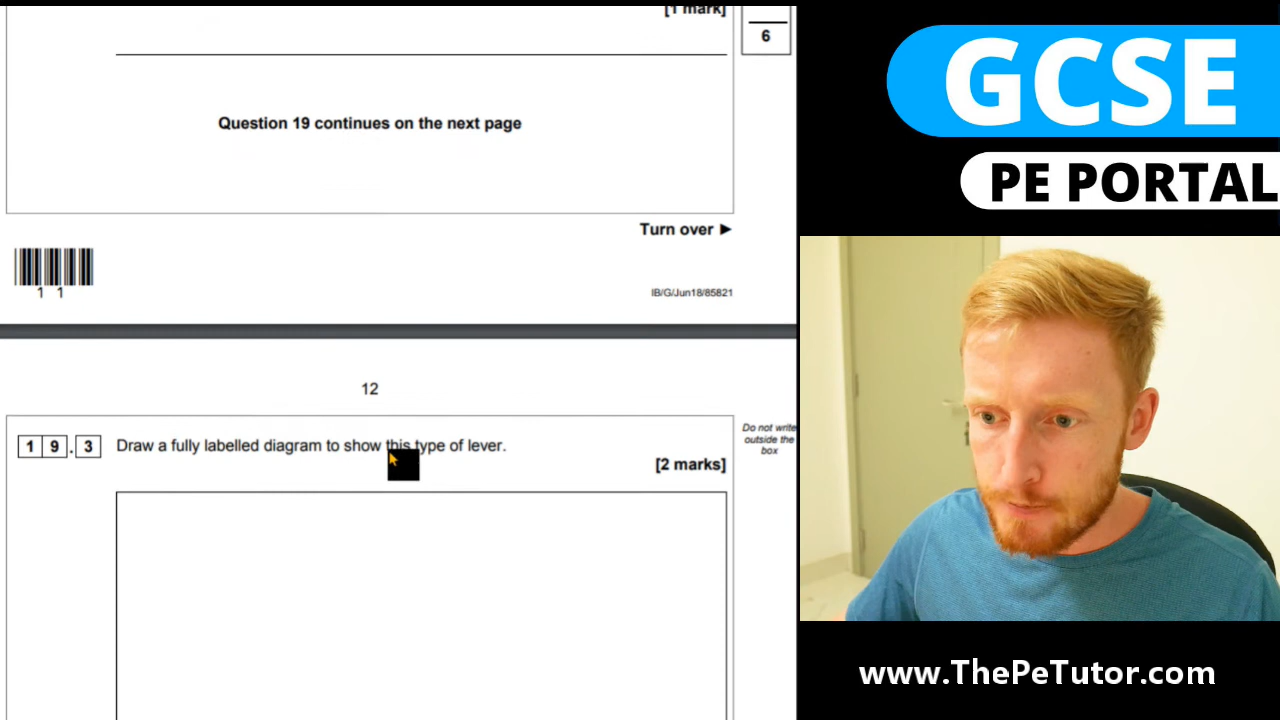 [1 mark]
6
Question 19 continues on the next page
Turn over ►
1 1
IB/G/Jun18/85821
12
1 9 . 3 Draw a fully labelled diagram to show this type of lever.
[2 marks]
Do not write
outside the
box
GCSE
PE PORTAL
www.ThePeTutor.com